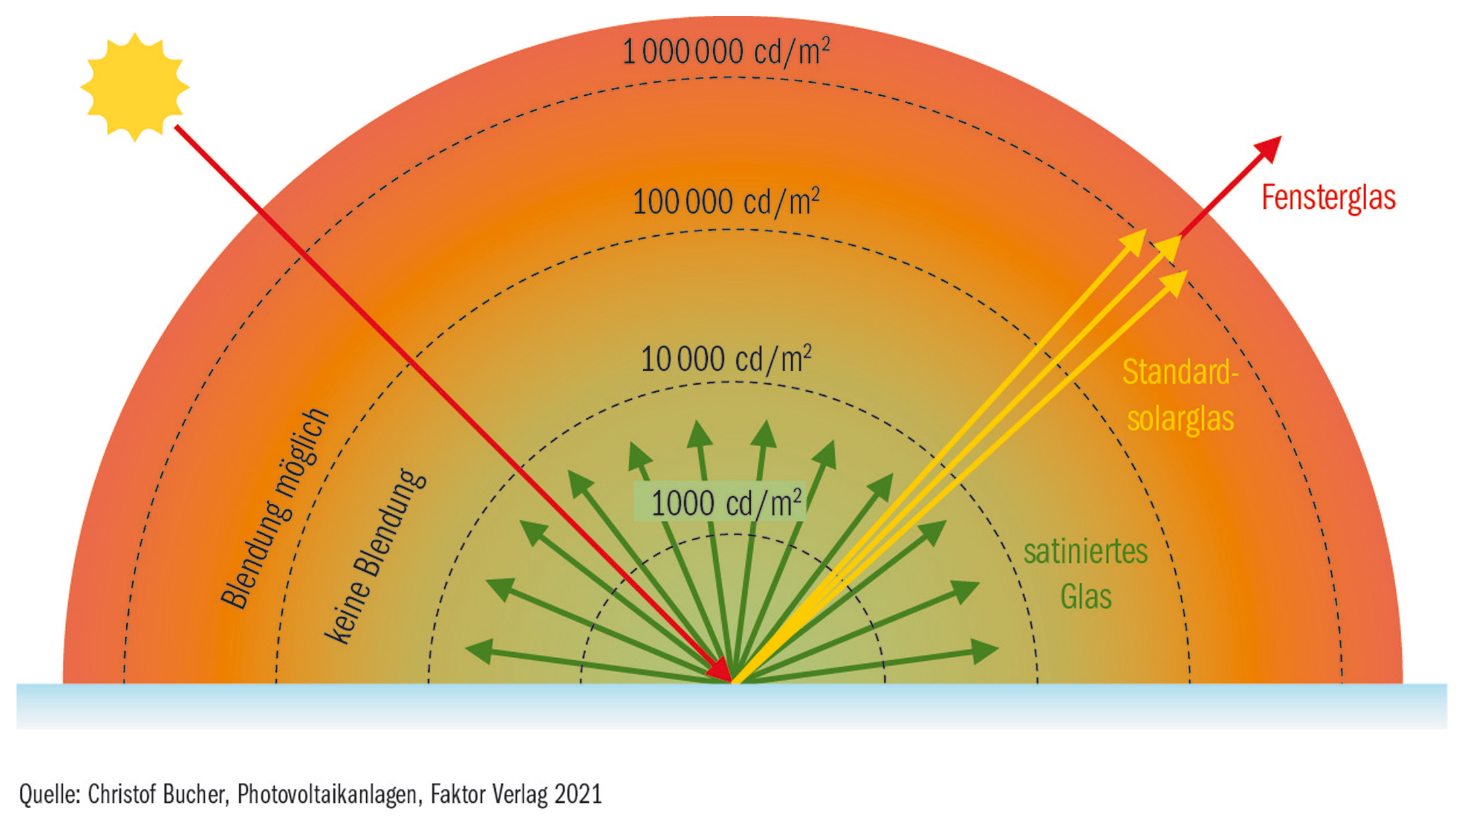 1 000 000 cd/m²
100 000 cd/m²
Fensterglas
10 000 cd/m²
Standard-
solarglas
Blendung möglich
keine Blendung
1000 cd/m²
satiniertes
Glas
Quelle: Christof Bucher, Photovoltaikanlagen, Faktor Verlag 2021